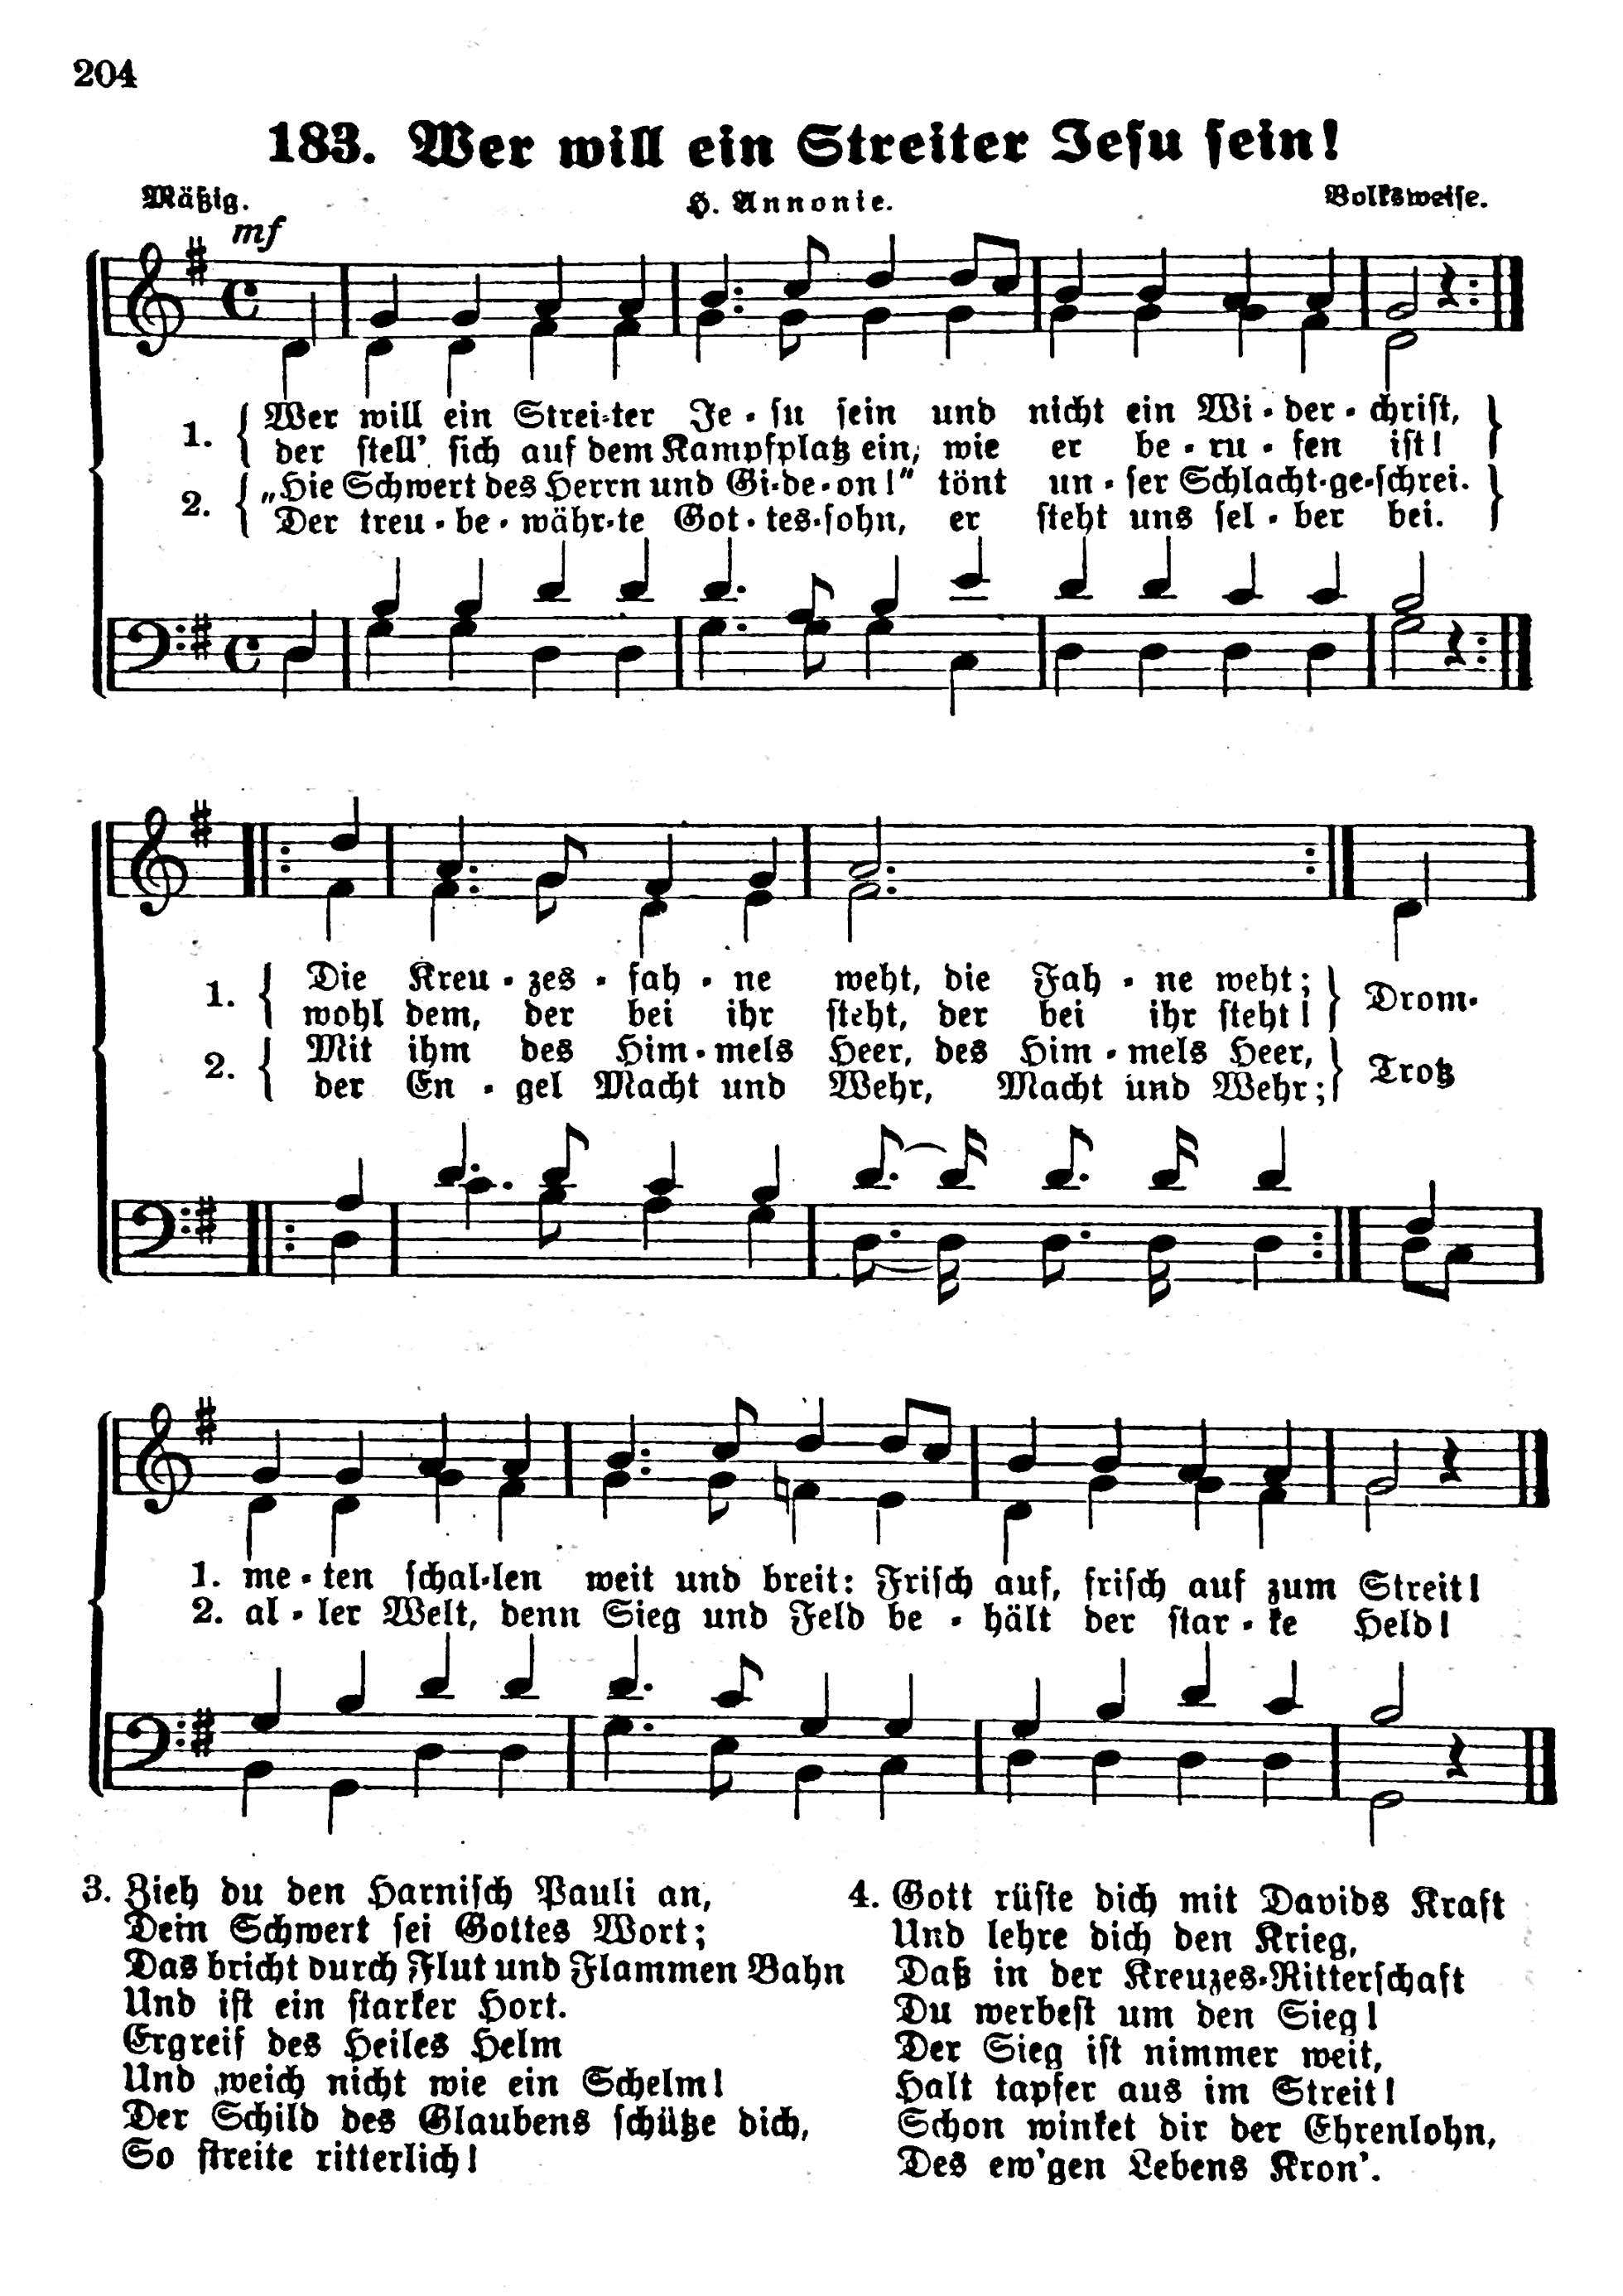 204
183. Wer will ein Streiter Jesu sein!
Mäßig.
H. Annonie.
Volksweise.
mf
1. Wer will ein Strei-ter Je-su sein und nicht ein Wi-der-christ,
der stell' sich auf dem Kampfplatz ein, wie er be-ru-fen ist!
2. „Hie Schwert des Herrn und Gi-de-on!" tönt un-ser Schlacht-ge-schrei.
Der treu-be-währ-te Got-tes-sohn, er steht uns sel-ber bei.
1. Die Kreu-zes-fah-ne weht, die Fah-ne weht; Drom-
wohl dem, der bei ihr steht, der bei ihr steht!
2. Mit ihm des Him-mels Heer, des Him-mels Heer, Trotz
der En-gel Macht und Wehr, Macht und Wehr;
1. me-ten schal-len weit und breit: Frisch auf, frisch auf zum Streit!
2. al-ler Welt, denn Sieg und Feld be-hält der star-ke Held!
3. Zieh du den Harnisch Pauli an,
Dein Schwert sei Gottes Wort;
Das bricht durch Flut und Flammen Bahn
Und ist ein starker Hort.
Ergreif des Heiles Helm
Und weich nicht wie ein Schelm!
Der Schild des Glaubens schütze dich,
So streite ritterlich!
4. Gott rüste dich mit Davids Kraft
Und lehre dich den Krieg,
Daß in der Kreuzes-Ritterschaft
Du werbest um den Sieg!
Der Sieg ist nimmer weit,
Halt tapfer aus im Streit!
Schon winket dir der Ehrenlohn,
Des ew'gen Lebens Kron'.